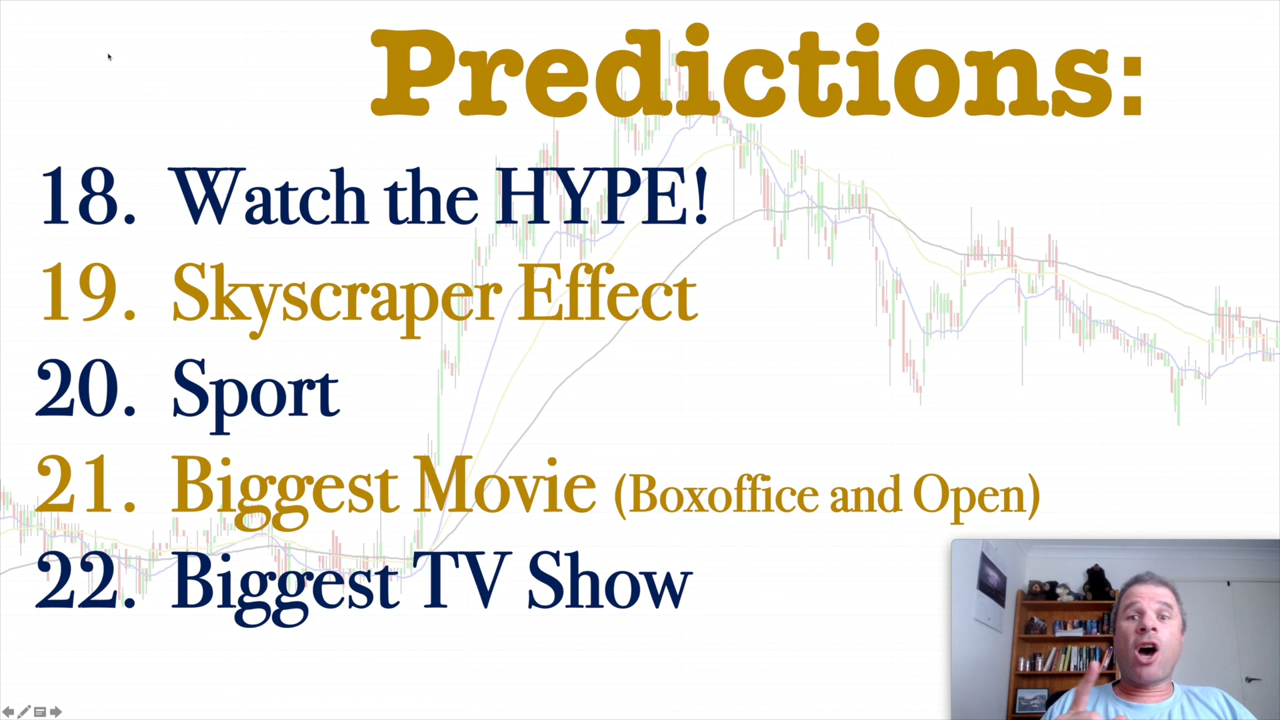 Predictions:
18. Watch the HYPE!
19. Skyscraper Effect
20. Sport
21. Biggest Movie (Boxoffice and Open)
22. Biggest TV Show